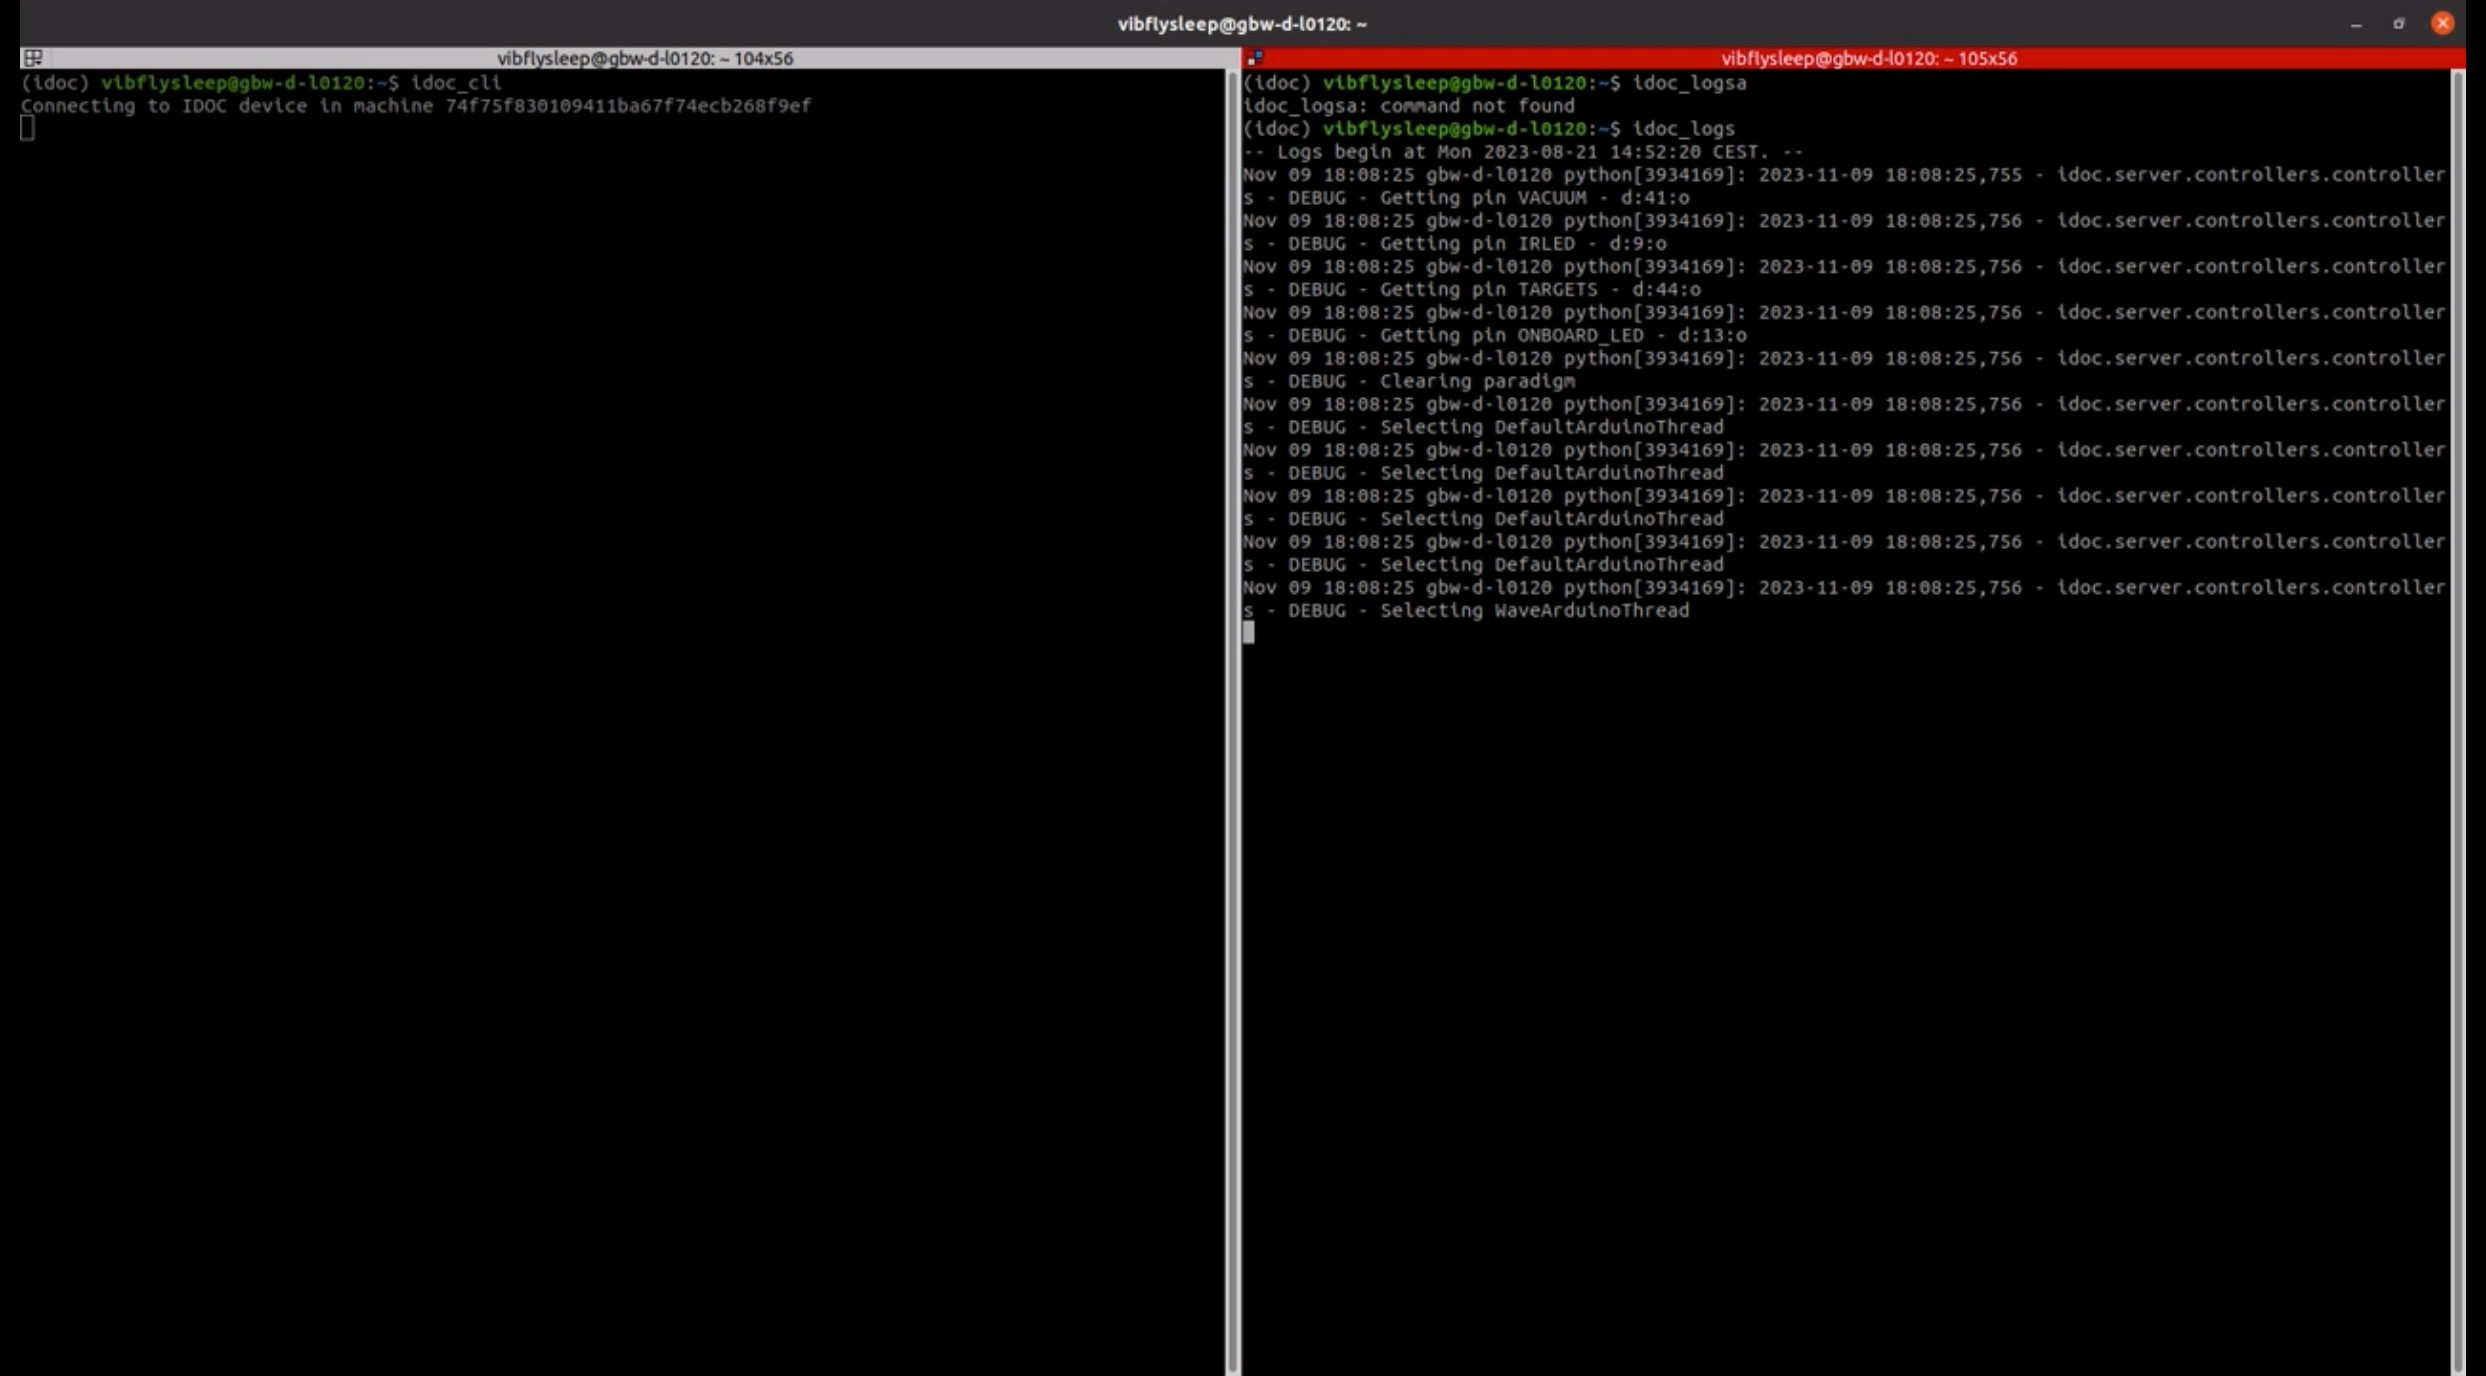 vibflysleep@gbw-d-l0120: ~
vibflysleep@gbw-d-l0120: ~ 104x56
(idoc) vibflysleep@gbw-d-l0120:~$ idoc_cli
Connecting to IDOC device in machine 74f75f830109411ba67f74ecb268f9ef
vibflysleep@gbw-d-l0120: ~ 105x56
(idoc) vibflysleep@gbw-d-l0120:~$ idoc_logsa
idoc_logsa: command not found
(idoc) vibflysleep@gbw-d-l0120:~$ idoc_logs
-- Logs begin at Mon 2023-08-21 14:52:20 CEST. --
Nov 09 18:08:25 gbw-d-l0120 python[3934169]: 2023-11-09 18:08:25,755 - idoc.server.controllers.controller
s - DEBUG - Getting pin VACUUM - d:41:o
Nov 09 18:08:25 gbw-d-l0120 python[3934169]: 2023-11-09 18:08:25,756 - idoc.server.controllers.controller
s - DEBUG - Getting pin IRLED - d:9:o
Nov 09 18:08:25 gbw-d-l0120 python[3934169]: 2023-11-09 18:08:25,756 - idoc.server.controllers.controller
s - DEBUG - Getting pin TARGETS - d:44:o
Nov 09 18:08:25 gbw-d-l0120 python[3934169]: 2023-11-09 18:08:25,756 - idoc.server.controllers.controller
s - DEBUG - Getting pin ONBOARD_LED - d:13:o
Nov 09 18:08:25 gbw-d-l0120 python[3934169]: 2023-11-09 18:08:25,756 - idoc.server.controllers.controller
s - DEBUG - Clearing paradigm
Nov 09 18:08:25 gbw-d-l0120 python[3934169]: 2023-11-09 18:08:25,756 - idoc.server.controllers.controller
s - DEBUG - Selecting DefaultArduinoThread
Nov 09 18:08:25 gbw-d-l0120 python[3934169]: 2023-11-09 18:08:25,756 - idoc.server.controllers.controller
s - DEBUG - Selecting DefaultArduinoThread
Nov 09 18:08:25 gbw-d-l0120 python[3934169]: 2023-11-09 18:08:25,756 - idoc.server.controllers.controller
s - DEBUG - Selecting DefaultArduinoThread
Nov 09 18:08:25 gbw-d-l0120 python[3934169]: 2023-11-09 18:08:25,756 - idoc.server.controllers.controller
s - DEBUG - Selecting DefaultArduinoThread
Nov 09 18:08:25 gbw-d-l0120 python[3934169]: 2023-11-09 18:08:25,756 - idoc.server.controllers.controller
s - DEBUG - Selecting WaveArduinoThread